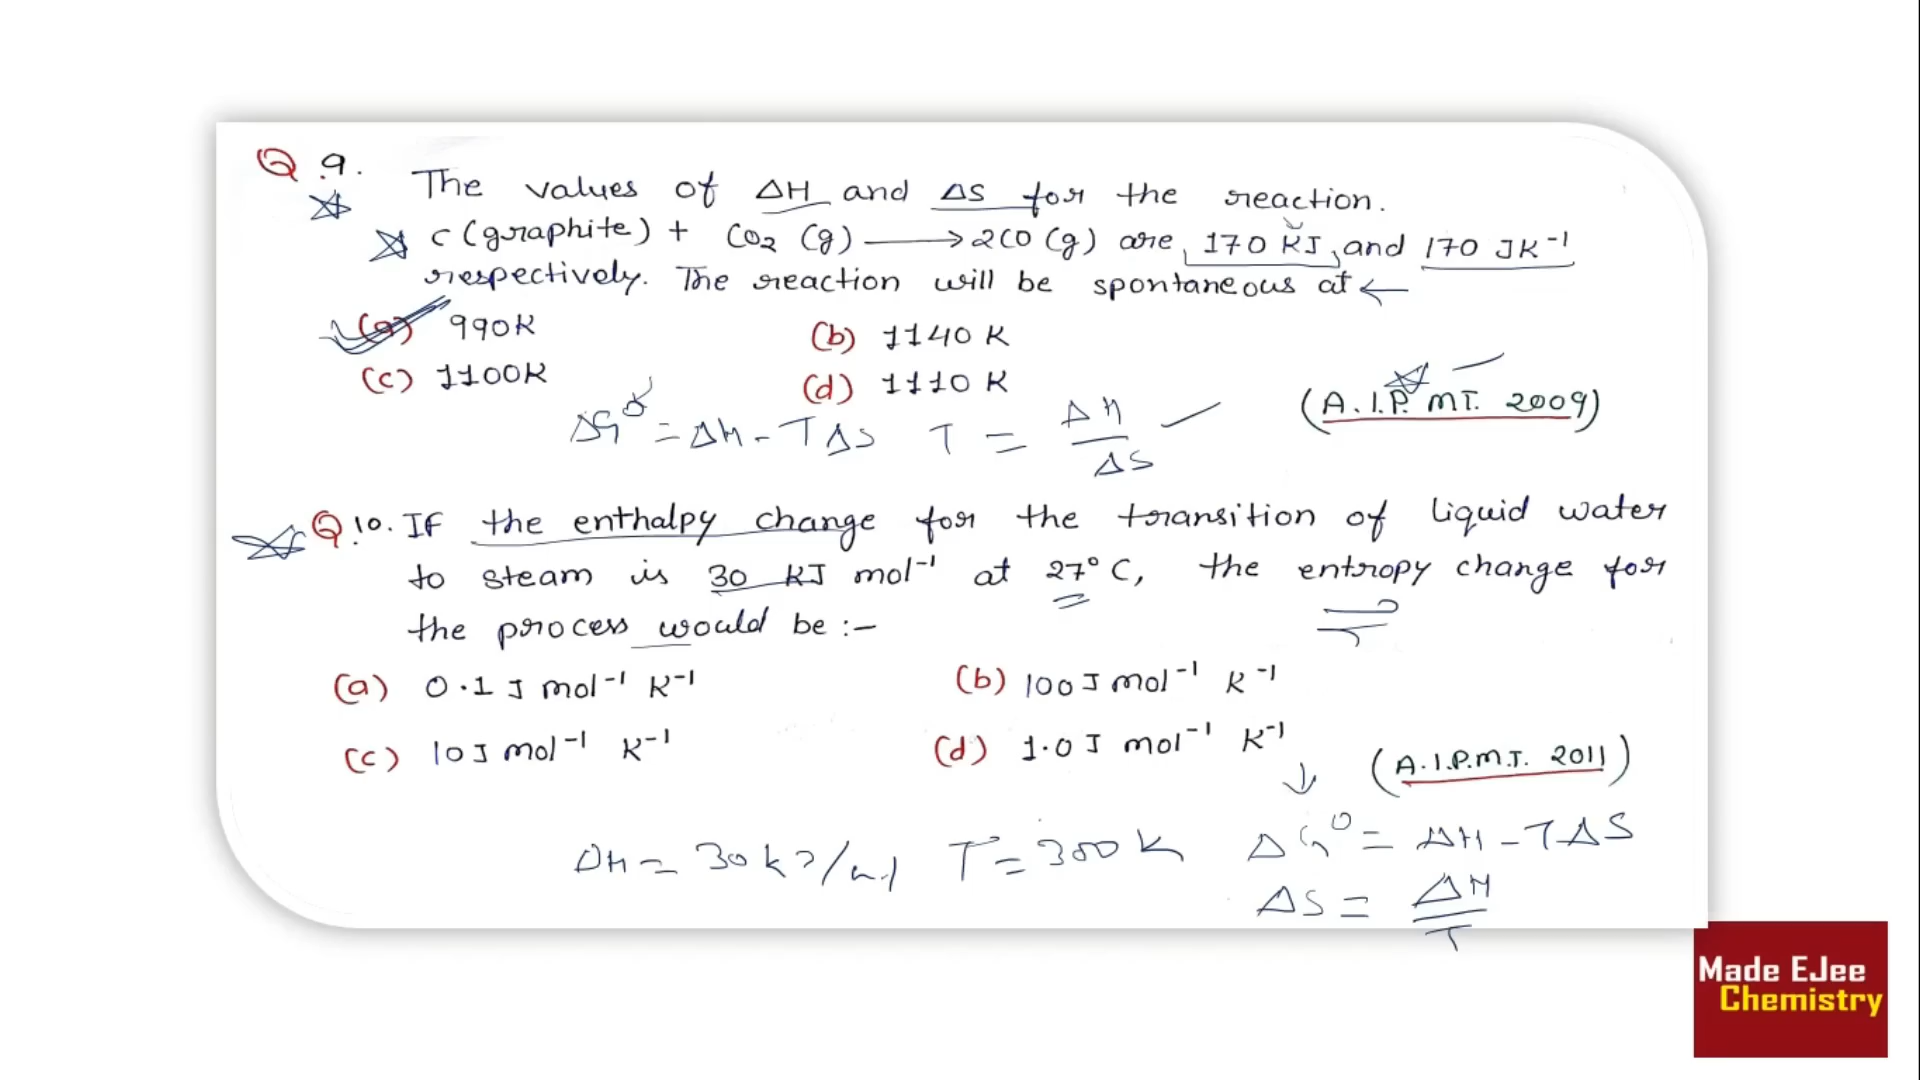 Q 9.
The values of ΔH and ΔS for the reaction.
C (graphite) + CO₂ (g) ⟶ 2CO (g) are 170 KJ, and 170 JK⁻¹
respectively. The reaction will be spontaneous at ←
(a) 990K (b) 1140 K
(c) 1100K (d) 1110 K
(A.I.P.MT. 2009)
ΔG° = ΔH - TΔS T = ΔH / ΔS
Q.10. If the enthalpy change for the transition of liquid water
to steam is 30 KJ mol⁻¹ at 27°C, the entropy change for
the process would be :-
(a) 0.1 J mol⁻¹ K⁻¹ (b) 100 J mol⁻¹ K⁻¹
(c) 10 J mol⁻¹ K⁻¹ (d) 1.0 J mol⁻¹ K⁻¹
(A.I.P.M.T. 2011)
ΔH = 30 kJ/mol T = 300 K ΔG° = ΔH - TΔS
ΔS = ΔH / T
Made EJee
Chemistry